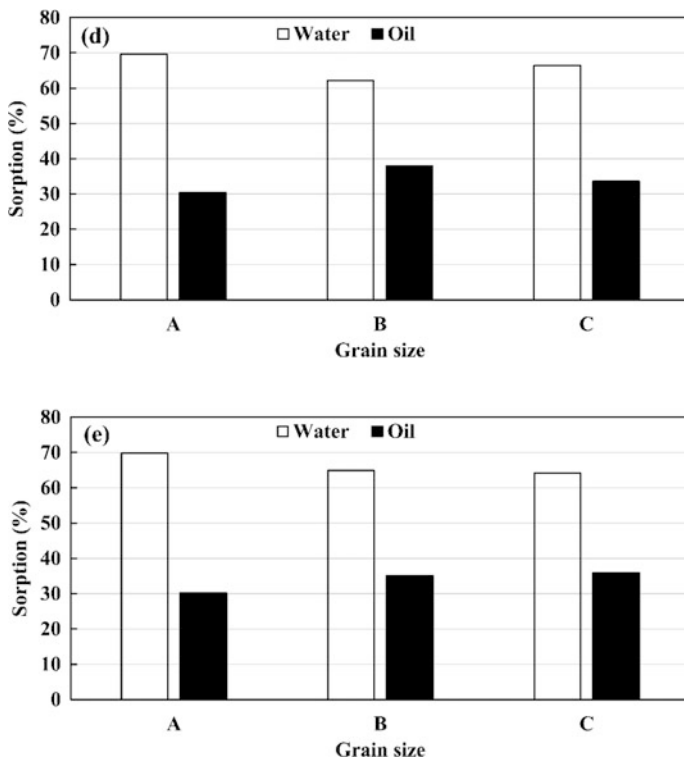 (d)
Water Oil
Sorption (%)
80
70
60
50
40
30
20
10
0
A B C
Grain size
(e)
Water Oil
Sorption (%)
80
70
60
50
40
30
20
10
0
A B C
Grain size